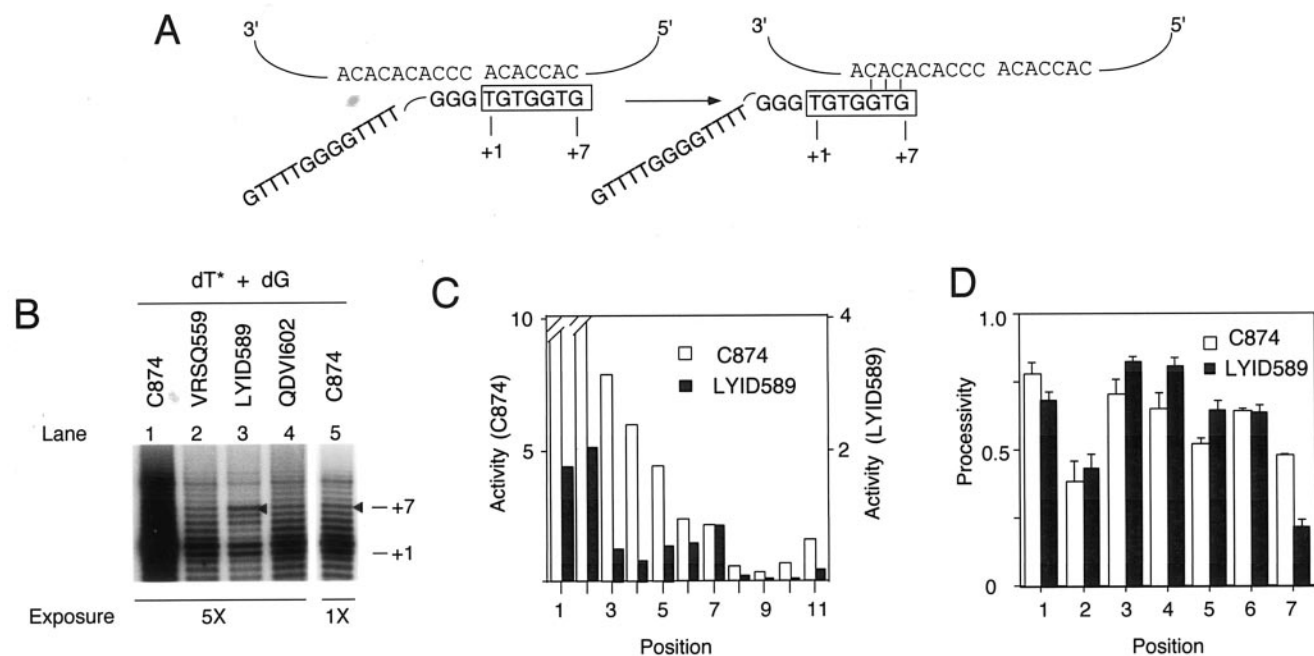 A
3' 5' 3' 5'
ACACACACCC ACACCAC ACACACACCC ACACCAC
GGG TGTGGTG GGG TGTGGTG
GTTTTGGGGTTTT GTTTTGGGGTTTT
+1 +7 +1 +7
B
dT* + dG
C874 VRSQ559 LYID589 QDVI602 C874
Lane 1 2 3 4 5
+7
+1
Exposure 5X 1X
C
10
5
Activity (C874)
C874
LYID589
4
2
Activity (LYID589)
1 3 5 7 9 11
Position
D
1.0
0.5
0
Processivity
C874
LYID589
1 2 3 4 5 6 7
Position